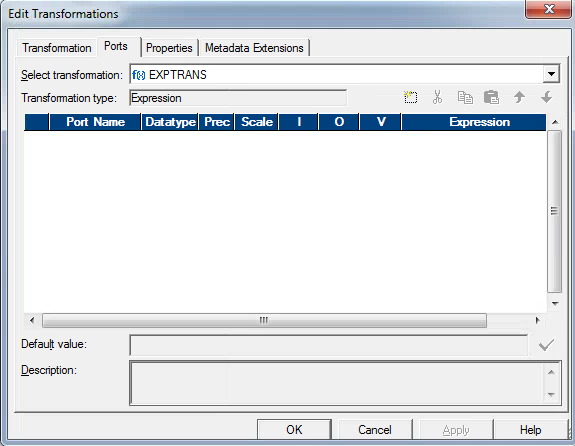 Edit Transformations
Transformation Ports Properties Metadata Extensions
Select transformation: f(x) EXPTRANS
Transformation type: Expression
Port Name Datatype Prec Scale I O V Expression
Default value:
Description:
OK Cancel Apply Help